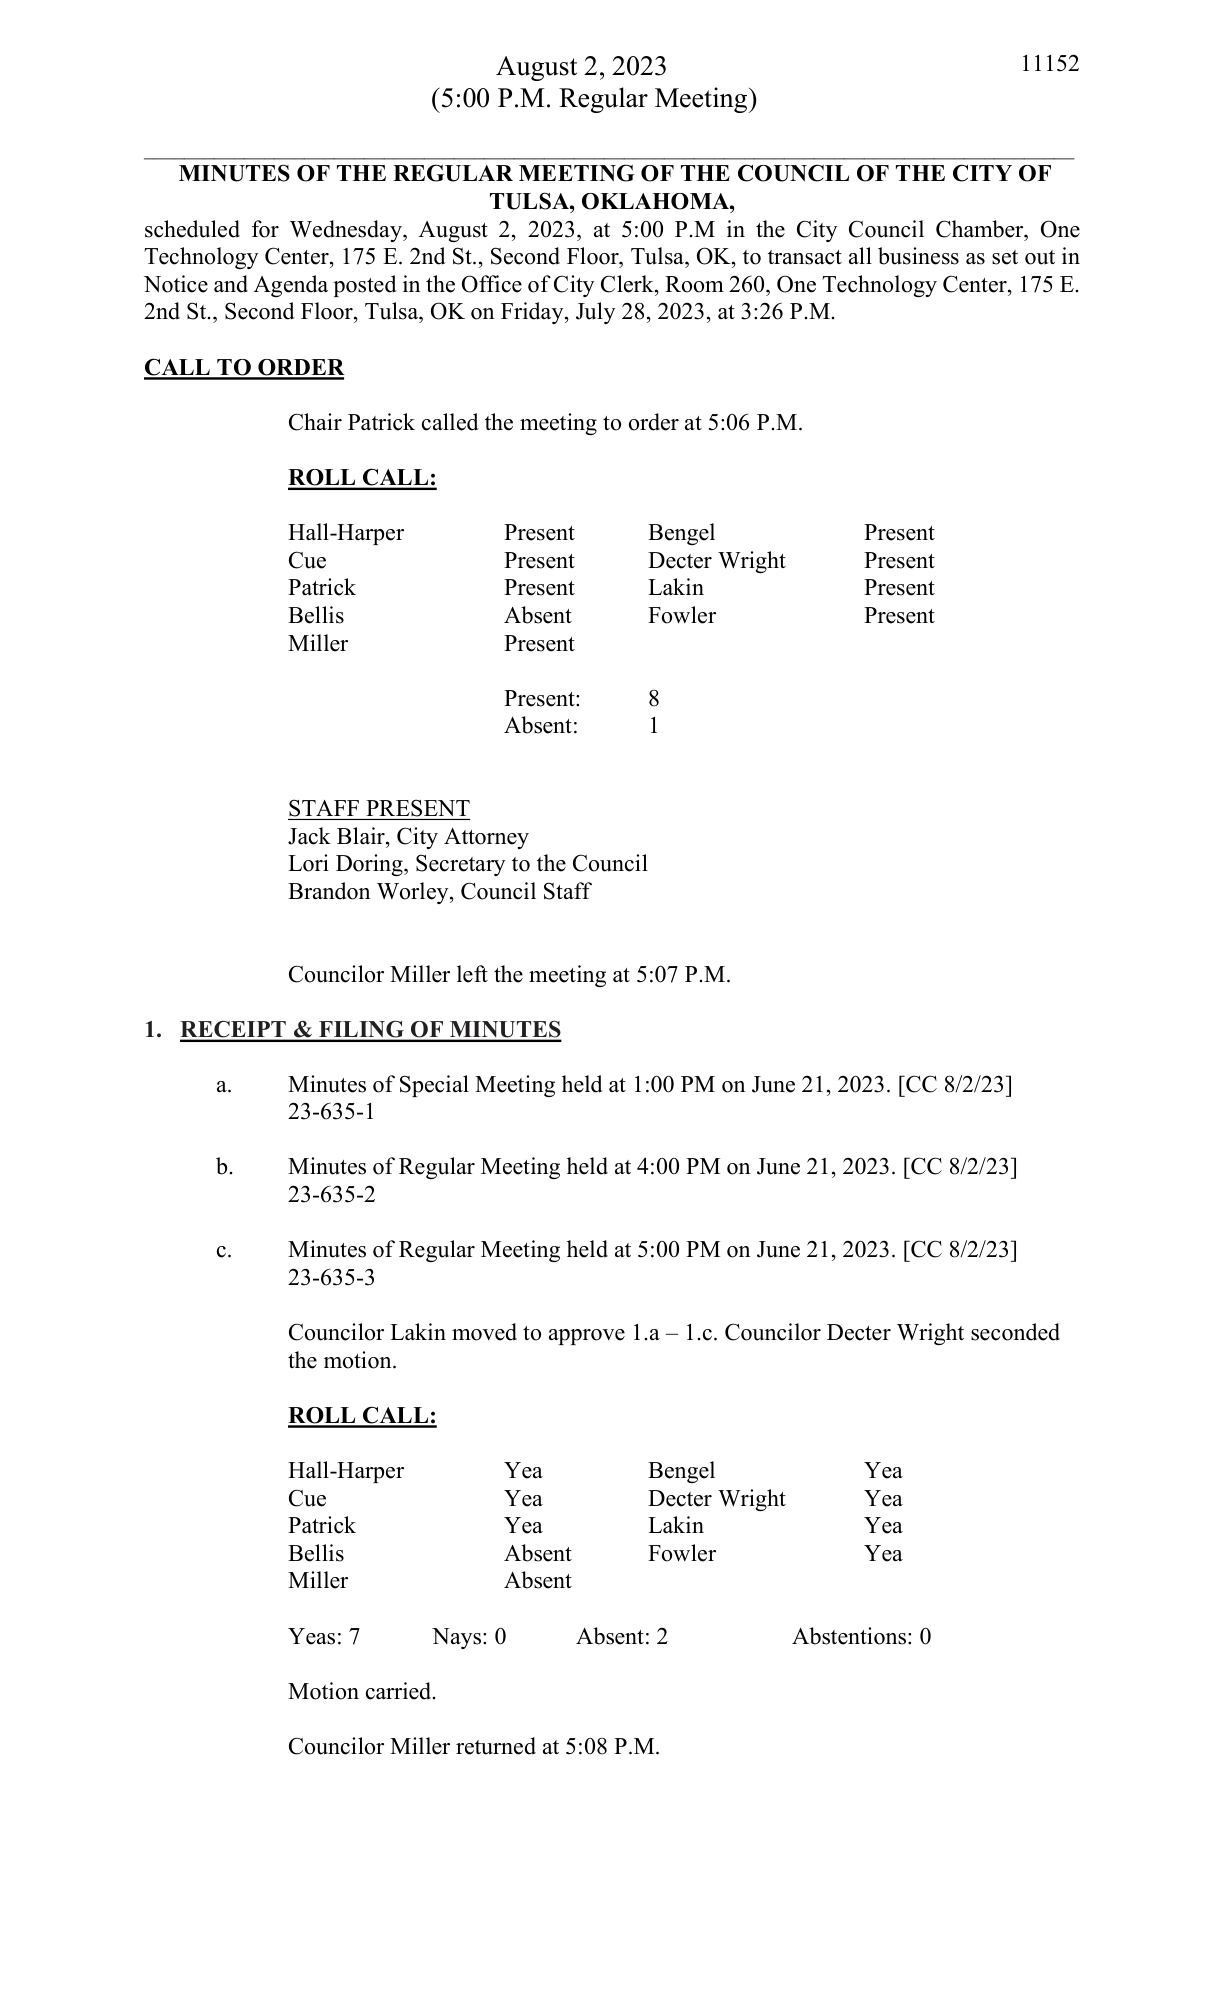 August 2, 2023 11152
(5:00 P.M. Regular Meeting)
MINUTES OF THE REGULAR MEETING OF THE COUNCIL OF THE CITY OF
TULSA, OKLAHOMA,
scheduled for Wednesday, August 2, 2023, at 5:00 P.M in the City Council Chamber, One
Technology Center, 175 E. 2nd St., Second Floor, Tulsa, OK, to transact all business as set out in
Notice and Agenda posted in the Office of City Clerk, Room 260, One Technology Center, 175 E.
2nd St., Second Floor, Tulsa, OK on Friday, July 28, 2023, at 3:26 P.M.
CALL TO ORDER
Chair Patrick called the meeting to order at 5:06 P.M.
ROLL CALL:
Hall-Harper Present Bengel Present
Cue Present Decter Wright Present
Patrick Present Lakin Present
Bellis Absent Fowler Present
Miller Present
Present: 8
Absent: 1
STAFF PRESENT
Jack Blair, City Attorney
Lori Doring, Secretary to the Council
Brandon Worley, Council Staff
Councilor Miller left the meeting at 5:07 P.M.
1. RECEIPT & FILING OF MINUTES
a. Minutes of Special Meeting held at 1:00 PM on June 21, 2023. [CC 8/2/23]
23-635-1
b. Minutes of Regular Meeting held at 4:00 PM on June 21, 2023. [CC 8/2/23]
23-635-2
c. Minutes of Regular Meeting held at 5:00 PM on June 21, 2023. [CC 8/2/23]
23-635-3
Councilor Lakin moved to approve 1.a – 1.c. Councilor Decter Wright seconded
the motion.
ROLL CALL:
Hall-Harper Yea Bengel Yea
Cue Yea Decter Wright Yea
Patrick Yea Lakin Yea
Bellis Absent Fowler Yea
Miller Absent
Yeas: 7 Nays: 0 Absent: 2 Abstentions: 0
Motion carried.
Councilor Miller returned at 5:08 P.M.